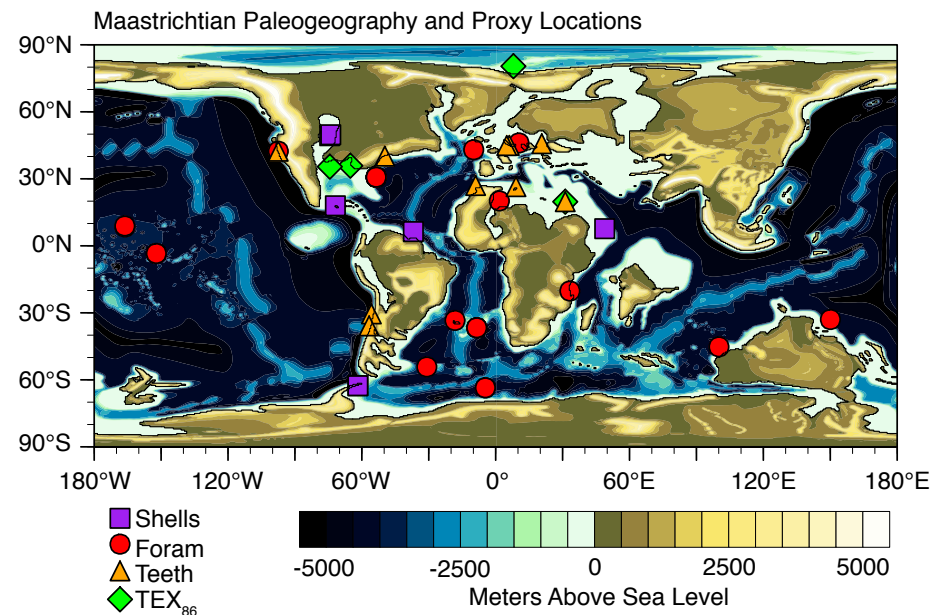 Maastrichtian Paleogeography and Proxy Locations
90°N
60°N
30°N
0°N
30°S
60°S
90°S
180°W 120°W 60°W 0° 60°E 120°E 180°E
Shells
Foram
Teeth
TEX86
-5000 -2500 0 2500 5000
Meters Above Sea Level